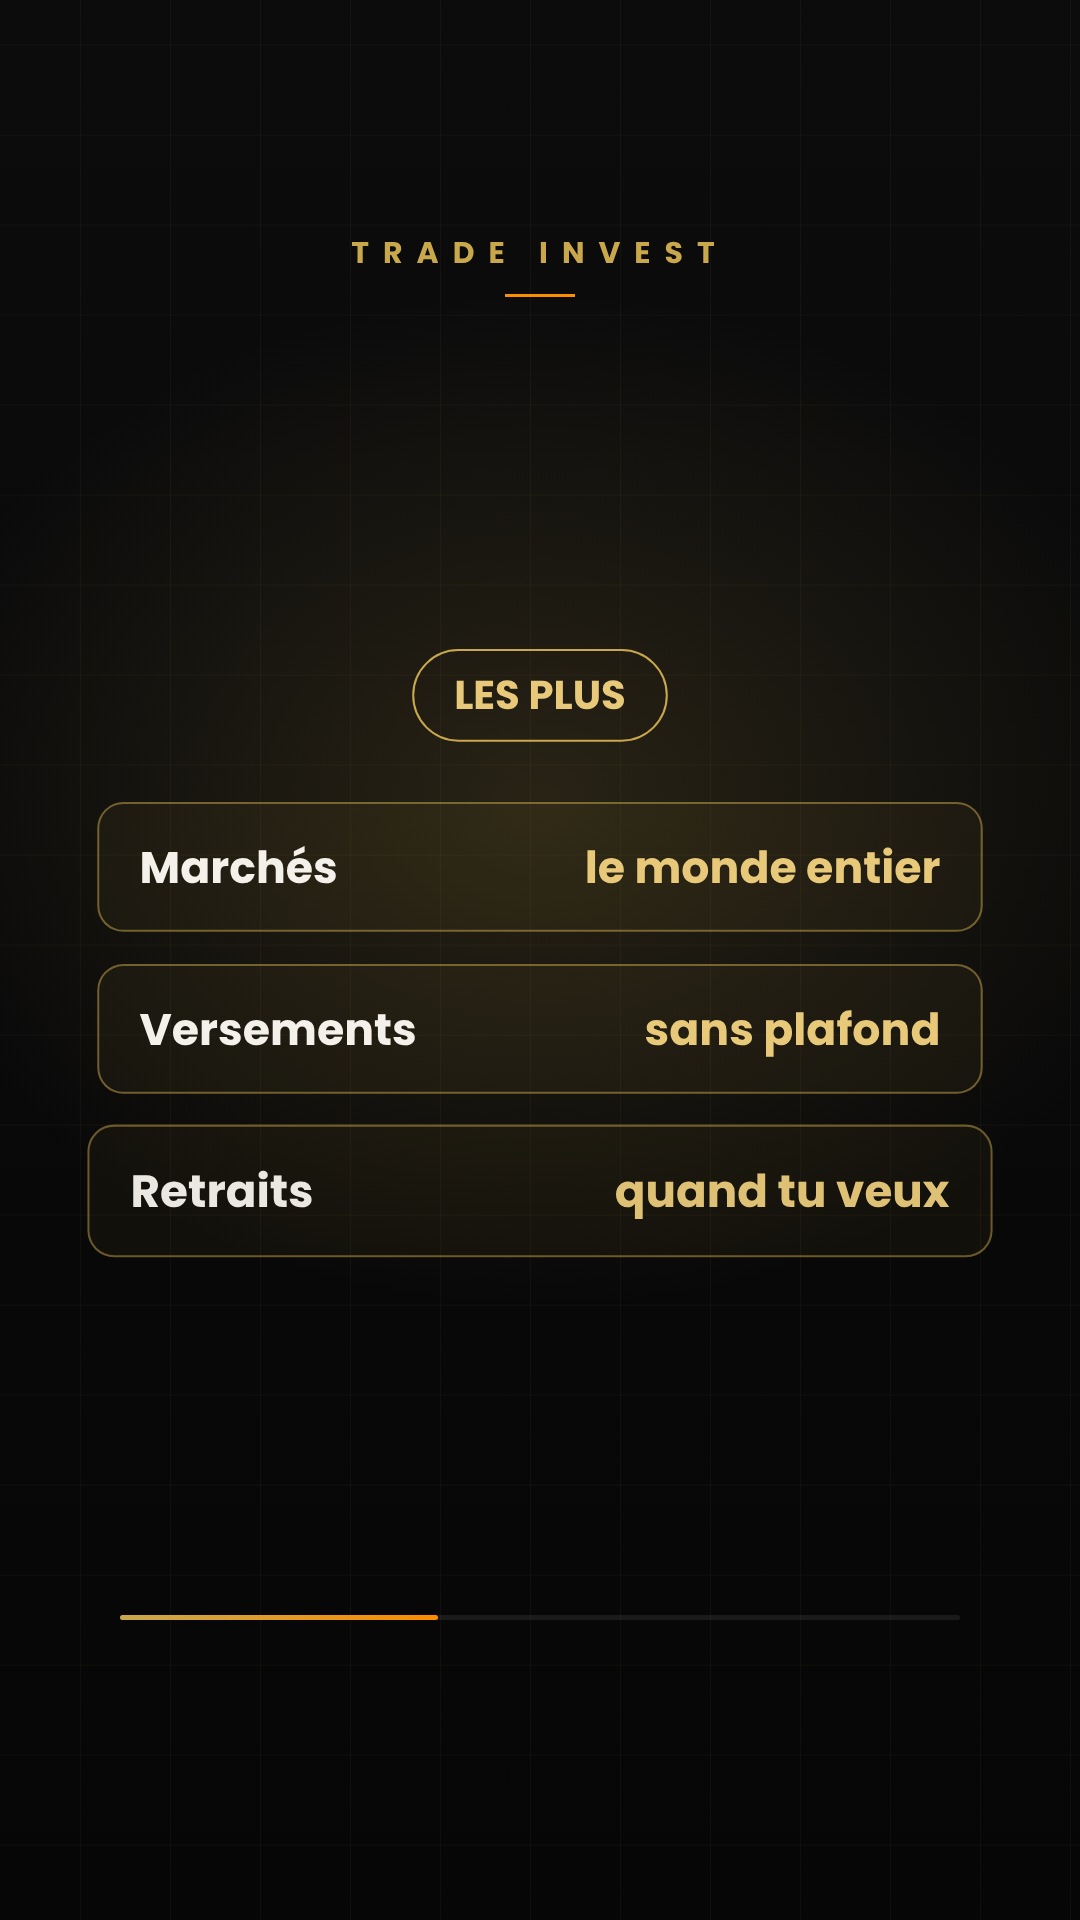 TRADE INVEST
LES PLUS
Marchés le monde entier
Versements sans plafond
Retraits quand tu veux